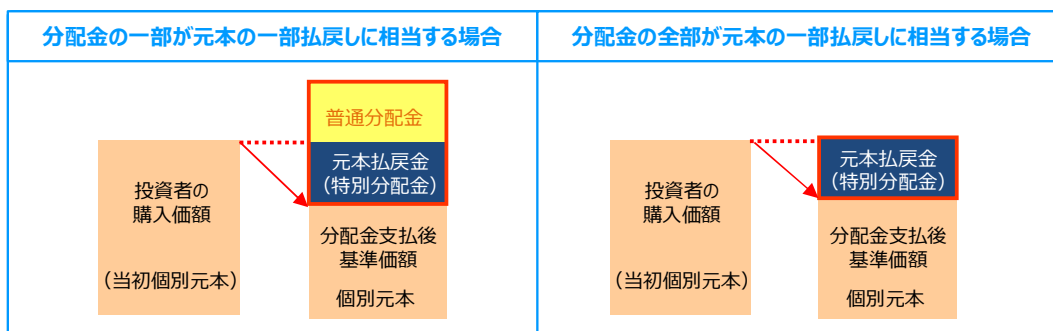 分配金の一部が元本の一部払戻しに相当する場合
普通分配金
元本払戻金
（特別分配金）
投資者の
購入価額
（当初個別元本）
分配金支払後
基準価額
個別元本
分配金の全部が元本の一部払戻しに相当する場合
元本払戻金
（特別分配金）
投資者の
購入価額
（当初個別元本）
分配金支払後
基準価額
個別元本